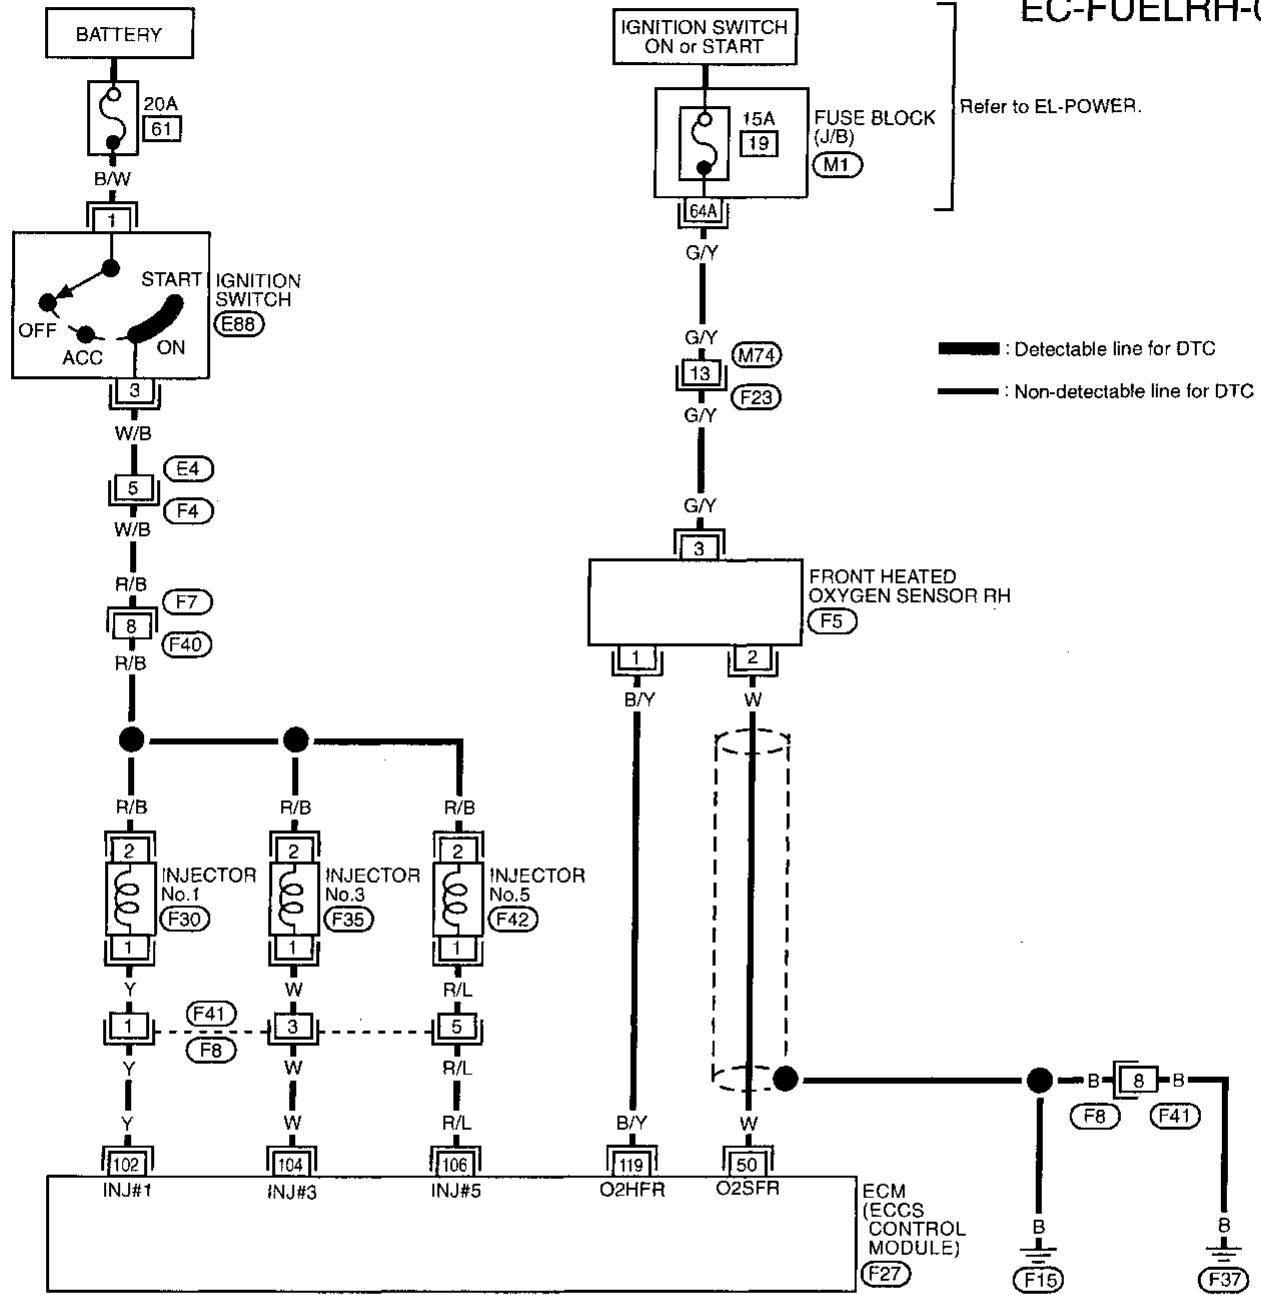 EC-FUELRH-
BATTERY
20A
61
B/W
1
START
OFF
ACC
ON
IGNITION
SWITCH
E88
3
W/B
E4
5
F4
W/B
R/B
F7
8
F40
R/B
IGNITION SWITCH
ON or START
15A
19
FUSE BLOCK
(J/B)
M1
64A
Refer to EL-POWER.
G/Y
G/Y
M74
13
F23
G/Y
G/Y
3
FRONT HEATED
OXYGEN SENSOR RH
F5
1
2
B/Y
W
: Detectable line for DTC
: Non-detectable line for DTC
R/B
R/B
R/B
2
2
2
INJECTOR
No.1
F30
INJECTOR
No.3
F35
INJECTOR
No.5
F42
1
1
1
Y
W
R/L
1
F41
3
5
F8
Y
W
R/L
Y
W
R/L
B/Y
W
102
104
106
119
50
INJ#1
INJ#3
INJ#5
O2HFR
O2SFR
ECM
(ECCS
CONTROL
MODULE)
F27
B
8
B
F8
F41
B
B
F15
F37